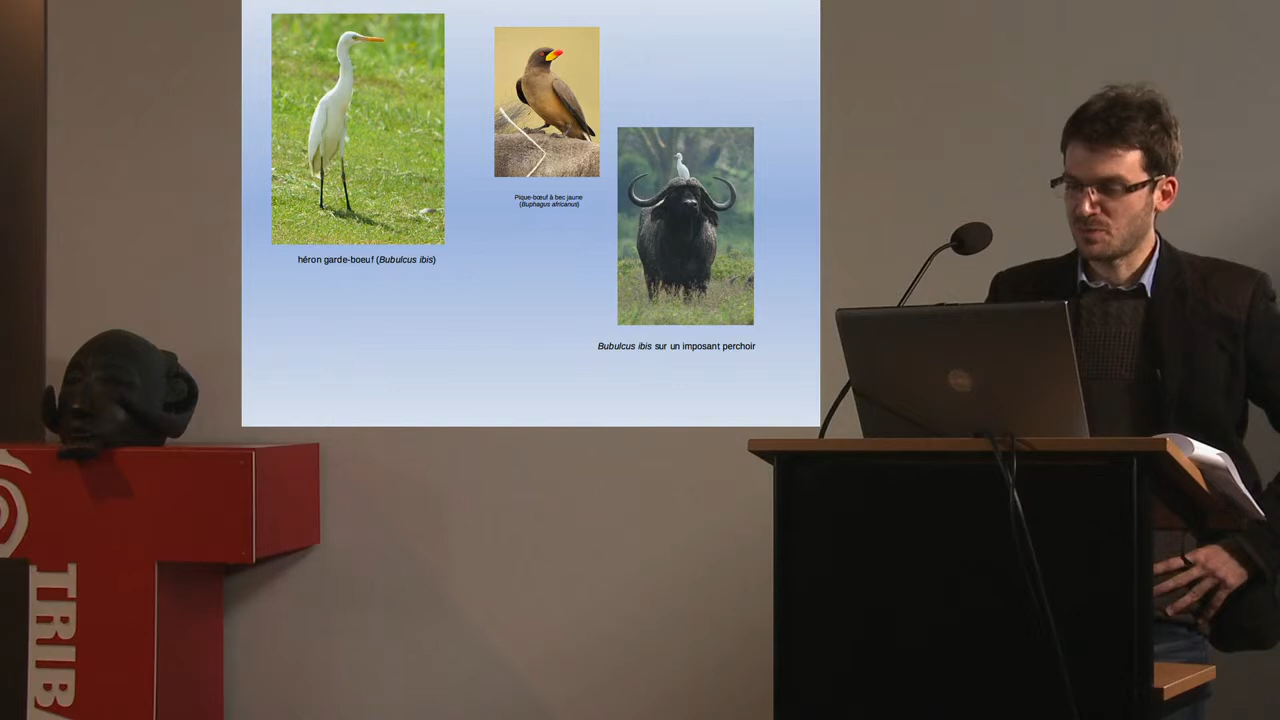 héron garde-boeuf (Bubulcus ibis)
Pique-bœuf à bec jaune
(Buphagus africanus)
Bubulcus ibis sur un imposant perchoir
TRIB